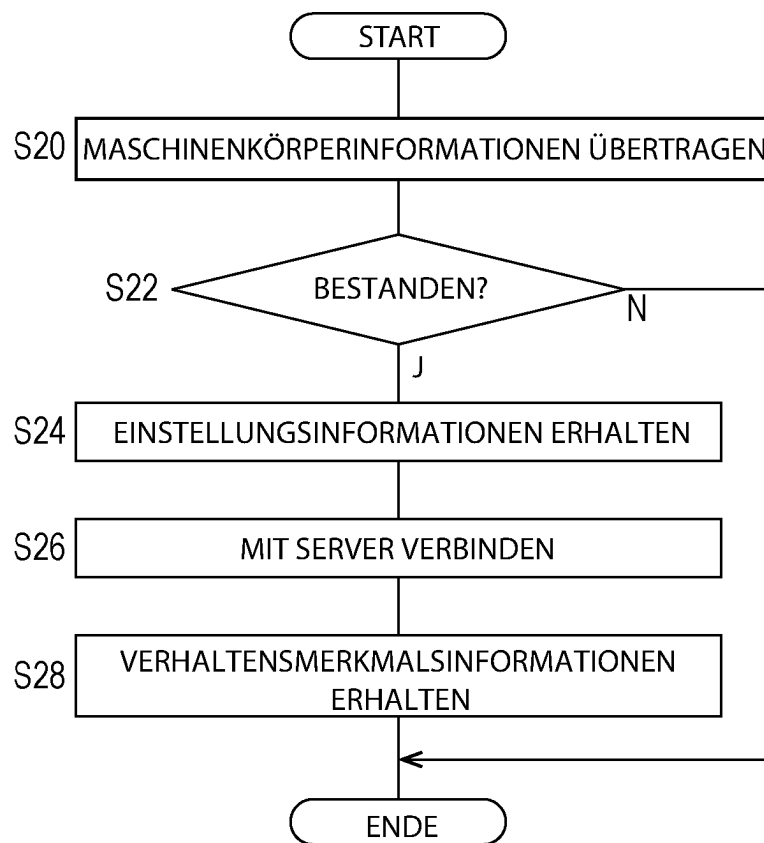 START
S20 MASCHINENKÖRPERINFORMATIONEN ÜBERTRAGEN
S22 BESTANDEN?
N
J
S24 EINSTELLUNGSINFORMATIONEN ERHALTEN
S26 MIT SERVER VERBINDEN
S28 VERHALTENSMERKMALSINFORMATIONEN
ERHALTEN
ENDE